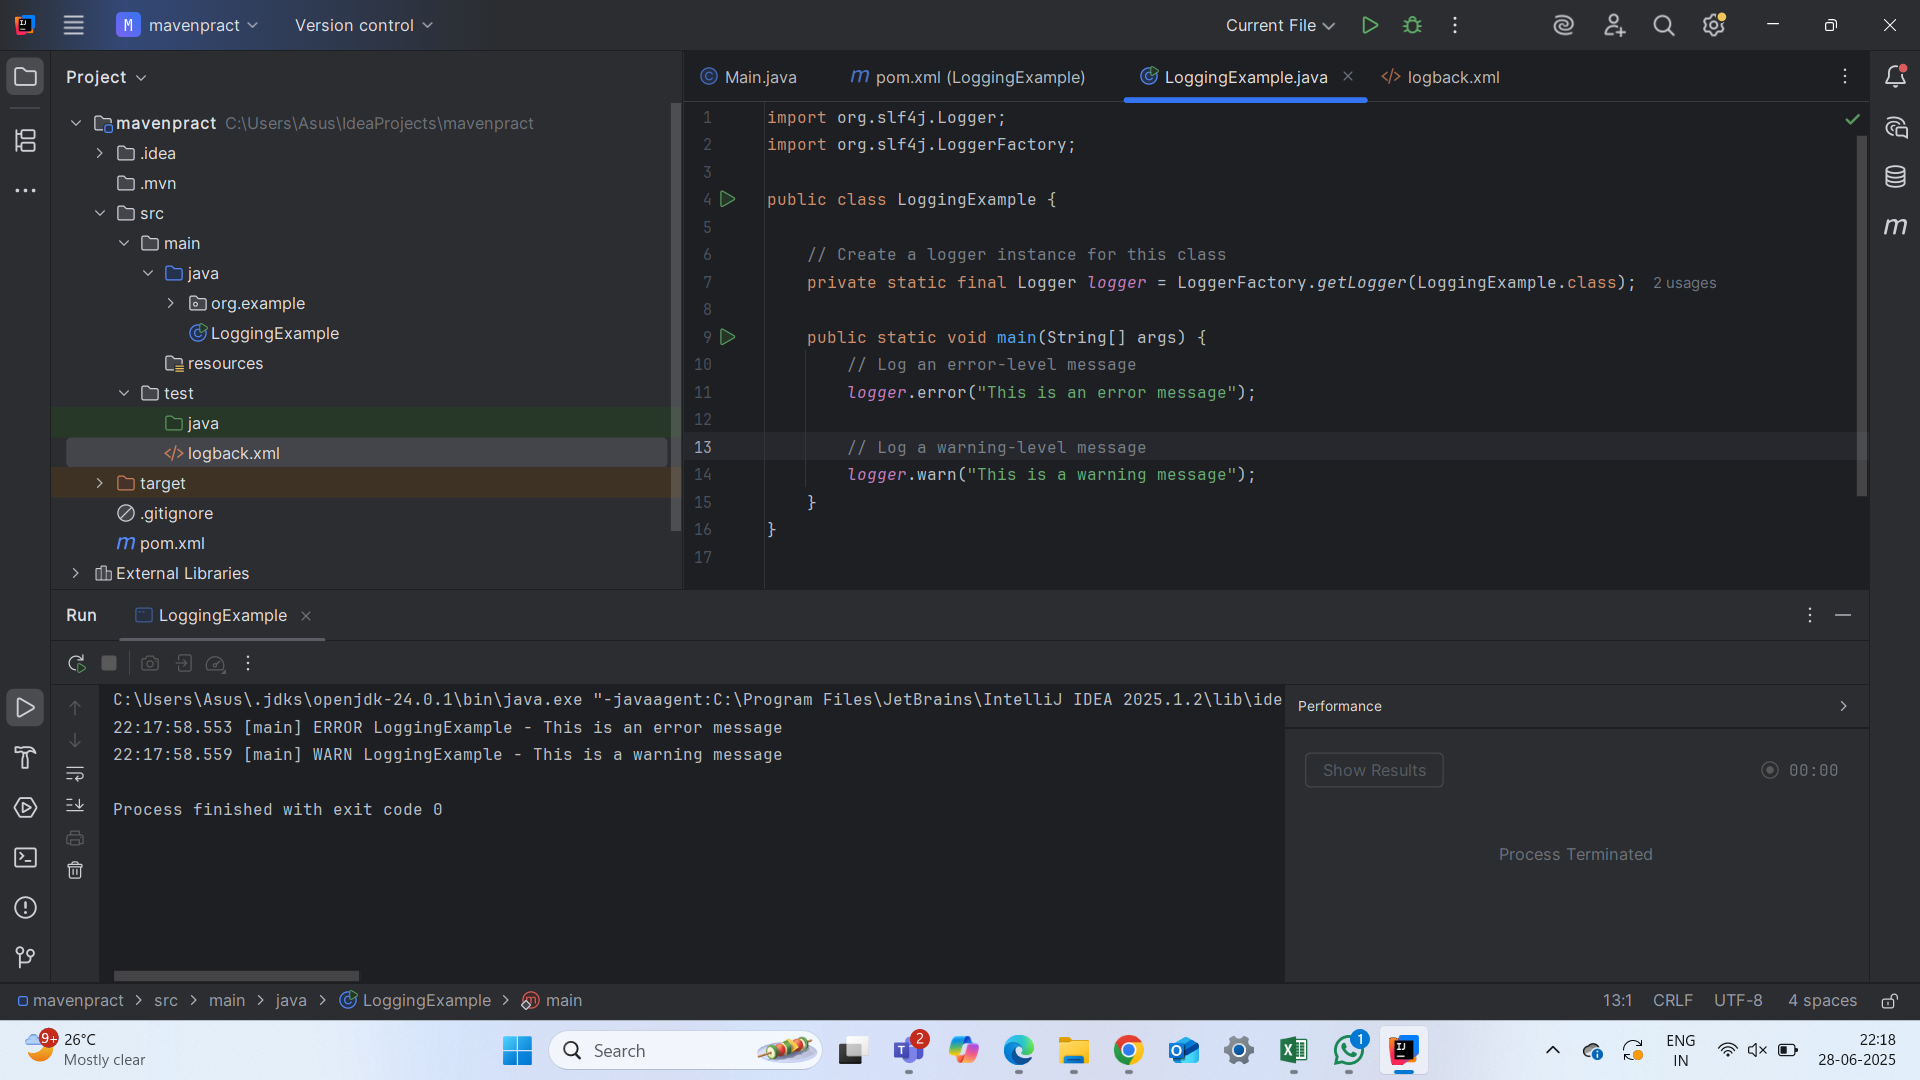 M mavenpract
Version control
Current File
Project
mavenpract C:\Users\Asus\IdeaProjects\mavenpract
.idea
.mvn
src
main
java
org.example
LoggingExample
resources
test
java
logback.xml
target
.gitignore
pom.xml
External Libraries
Main.java
pom.xml (LoggingExample)
LoggingExample.java
logback.xml
1 import org.slf4j.Logger;
2 import org.slf4j.LoggerFactory;
3
4 public class LoggingExample {
5
6 // Create a logger instance for this class
7 private static final Logger logger = LoggerFactory.getLogger(LoggingExample.class); 2 usages
8
9 public static void main(String[] args) {
10 // Log an error-level message
11 logger.error("This is an error message");
12
13 // Log a warning-level message
14 logger.warn("This is a warning message");
15 }
16 }
17
Run
LoggingExample
C:\Users\Asus\.jdks\openjdk-24.0.1\bin\java.exe "-javaagent:C:\Program Files\JetBrains\IntelliJ IDEA 2025.1.2\lib\ide
22:17:58.553 [main] ERROR LoggingExample - This is an error message
22:17:58.559 [main] WARN LoggingExample - This is a warning message
Process finished with exit code 0
Performance
Show Results
00:00
Process Terminated
mavenpract > src > main > java > LoggingExample > main
13:1 CRLF UTF-8 4 spaces
9+
26°C
Mostly clear
Search
2
1
ENG
IN
22:18
28-06-2025